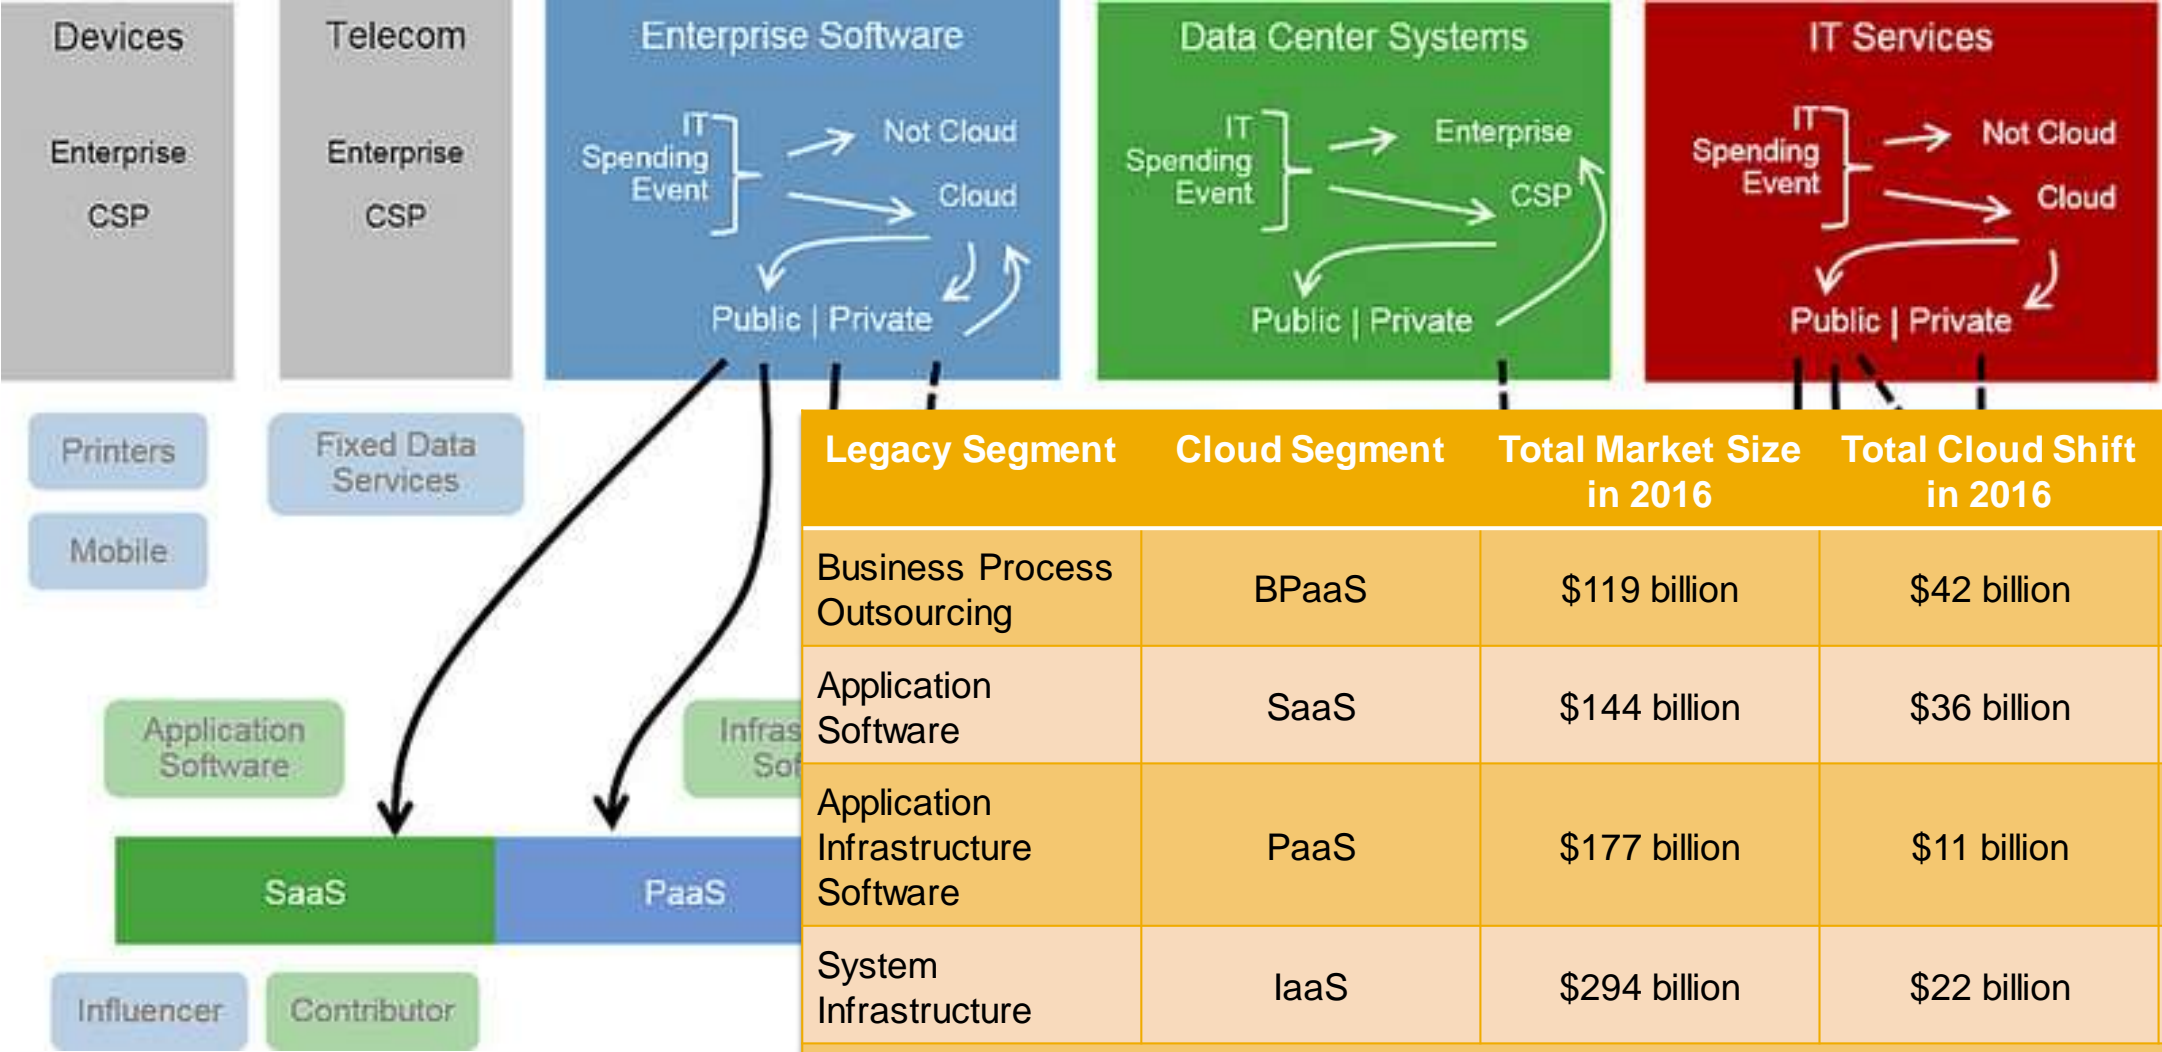 Devices
Enterprise
CSP
Telecom
Enterprise
CSP
Enterprise Software
IT
Spending
Event
Not Cloud
Cloud
Public | Private
Data Center Systems
IT
Spending
Event
Enterprise
CSP
Public | Private
IT Services
IT
Spending
Event
Not Cloud
Cloud
Public | Private
Printers
Mobile
Fixed Data
Services
Application
Software
SaaS
PaaS
Influencer
Contributor
Legacy Segment
Cloud Segment
Total Market Size
in 2016
Total Cloud Shift
in 2016
Business Process
Outsourcing
BPaaS
$119 billion
$42 billion
Application
Software
SaaS
$144 billion
$36 billion
Application
Infrastructure
Software
PaaS
$177 billion
$11 billion
System
Infrastructure
IaaS
$294 billion
$22 billion